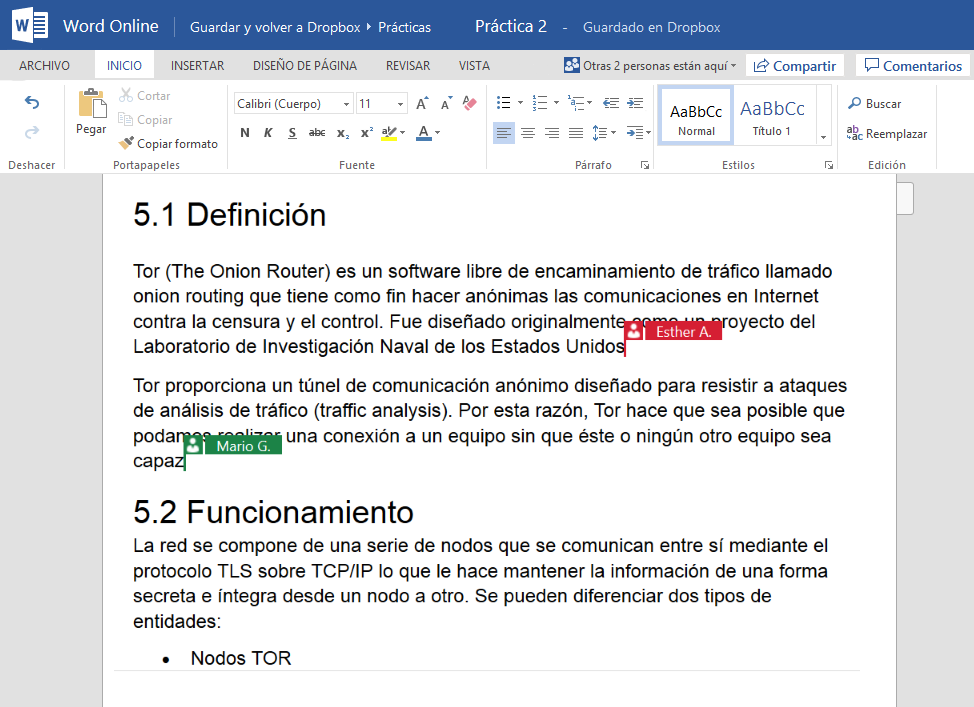 Word Online Guardar y volver a Dropbox Prácticas Práctica 2 - Guardado en Dropbox
ARCHIVO INICIO INSERTAR DISEÑO DE PÁGINA REVISAR VISTA Otras 2 personas están aquí Compartir Comentarios
Pegar
Cortar
Copiar
Copiar formato
Calibri (Cuerpo) 11
N K S abc x₂ x² ab A
AaBbCc
Normal
AaBbCc
Título 1
Buscar
Reemplazar
Deshacer Portapapeles Fuente Párrafo Estilos Edición
5.1 Definición
Tor (The Onion Router) es un software libre de encaminamiento de tráfico llamado
onion routing que tiene como fin hacer anónimas las comunicaciones en Internet
contra la censura y el control. Fue diseñado originalmente como un proyecto del
Esther A.
Laboratorio de Investigación Naval de los Estados Unidos
Tor proporciona un túnel de comunicación anónimo diseñado para resistir a ataques
de análisis de tráfico (traffic analysis). Por esta razón, Tor hace que sea posible que
podamos realizar una conexión a un equipo sin que éste o ningún otro equipo sea
Mario G.
capaz
5.2 Funcionamiento
La red se compone de una serie de nodos que se comunican entre sí mediante el
protocolo TLS sobre TCP/IP lo que le hace mantener la información de una forma
secreta e íntegra desde un nodo a otro. Se pueden diferenciar dos tipos de
entidades:
• Nodos TOR